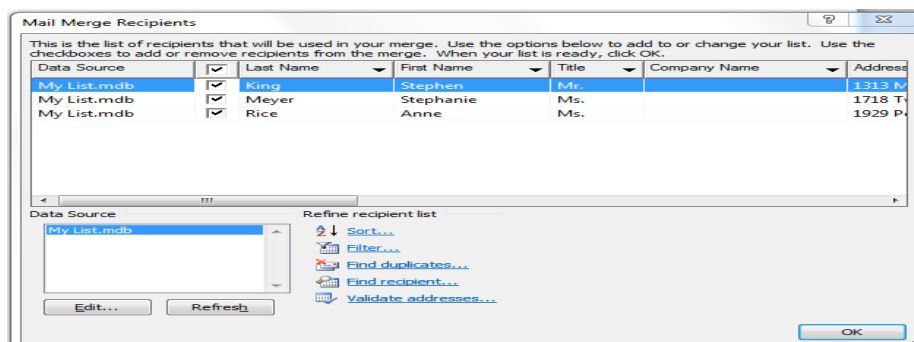 Mail Merge Recipients
This is the list of recipients that will be used in your merge. Use the options below to add to or change your list. Use the
checkboxes to add or remove recipients from the merge. When your list is ready, click OK.
Data Source Last Name First Name Title Company Name Address
My List.mdb King Stephen Mr. 1313 M
My List.mdb Meyer Stephanie Ms. 1718 T
My List.mdb Rice Anne Ms. 1929 P
Data Source Refine recipient list
My List.mdb Sort...
Filter...
Find duplicates...
Find recipient...
Validate addresses...
Edit... Refresh
OK